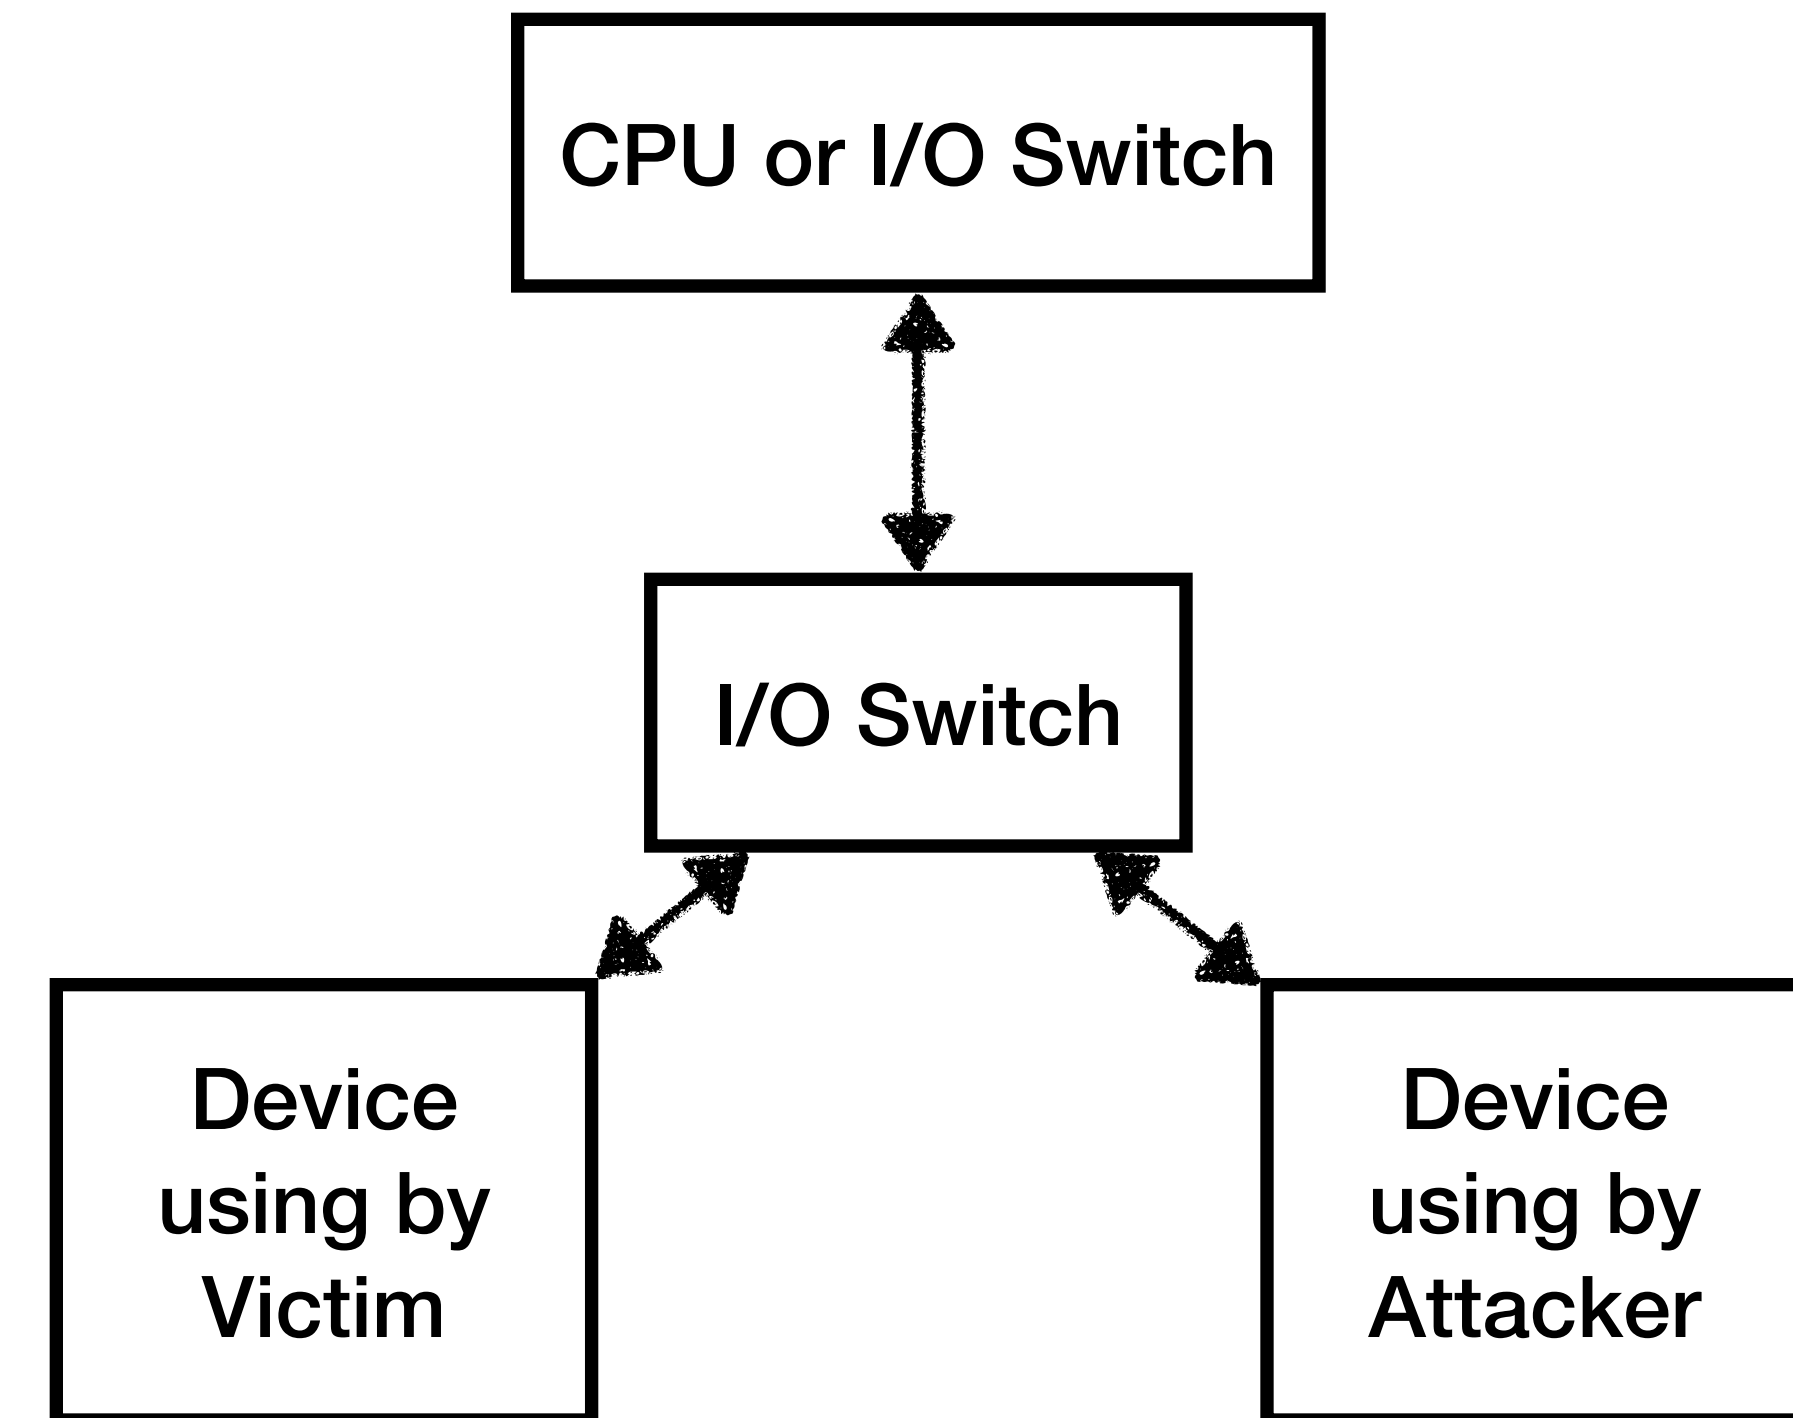 CPU or I/O Switch
I/O Switch
Device
using by
Victim
Device
using by
Attacker